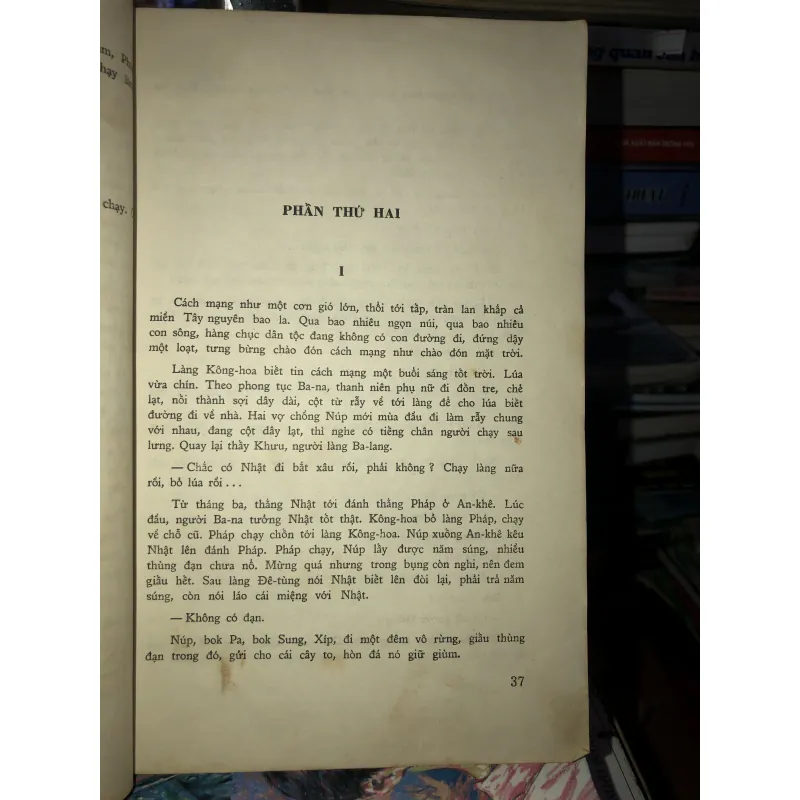 chạy.
PHẦN THỨ HAI
I
Cách mạng như một cơn gió lớn, thổi tới tấp, tràn lan khắp cả
miền Tây nguyên bao la. Qua bao nhiêu ngọn núi, qua bao nhiêu
con sông, hàng chục dân tộc đang không có con đường đi, đứng dậy
một loạt, tưng bừng chào đón cách mạng như chào đón mặt trời.
Làng Kông-hoa biết tin cách mạng một buổi sáng tốt trời. Lúa
vừa chín. Theo phong tục Ba-na, thanh niên phụ nữ đi đồn tre, chẻ
lạt, nối thành sợi dây dài, cột từ rẫy về tới làng để cho lúa biết
đường đi về nhà. Hai vợ chồng Núp mới mùa đầu đi làm rẫy chung
với nhau, đang cột dây lạt, thì nghe có tiếng chân người chạy sau
lưng. Quay lại thấy Khưu, người làng Ba-lang.
— Chắc có Nhật đi bắt xâu rồi, phải không ? Chạy làng nữa
rồi, bỏ lúa rồi ...
Từ tháng ba, thằng Nhật tới đánh thằng Pháp ở An-khê. Lúc
đầu, người Ba-na tưởng Nhật tốt thật. Kông-hoa bỏ làng Pháp, chạy
về chỗ cũ. Pháp chạy chồn tới làng Kông-hoa. Núp xuống An-khê kêu
Nhật lên đánh Pháp. Pháp chạy, Núp lấy được năm súng, nhiều
thùng đạn chưa nổ. Mừng quá nhưng trong bụng còn nghi, nên đem
giấu hết. Sau làng Đê-tùng nói Nhật biết lên đòi lại, phải trả năm
súng, còn nói láo cái miệng với Nhật.
— Không có đạn.
Núp, bok Pa, bok Sung, Xíp, đi một đêm vô rừng, giấu thùng
đạn trong đó, gửi cho cái cây to, hòn đá nó giữ giùm.
37